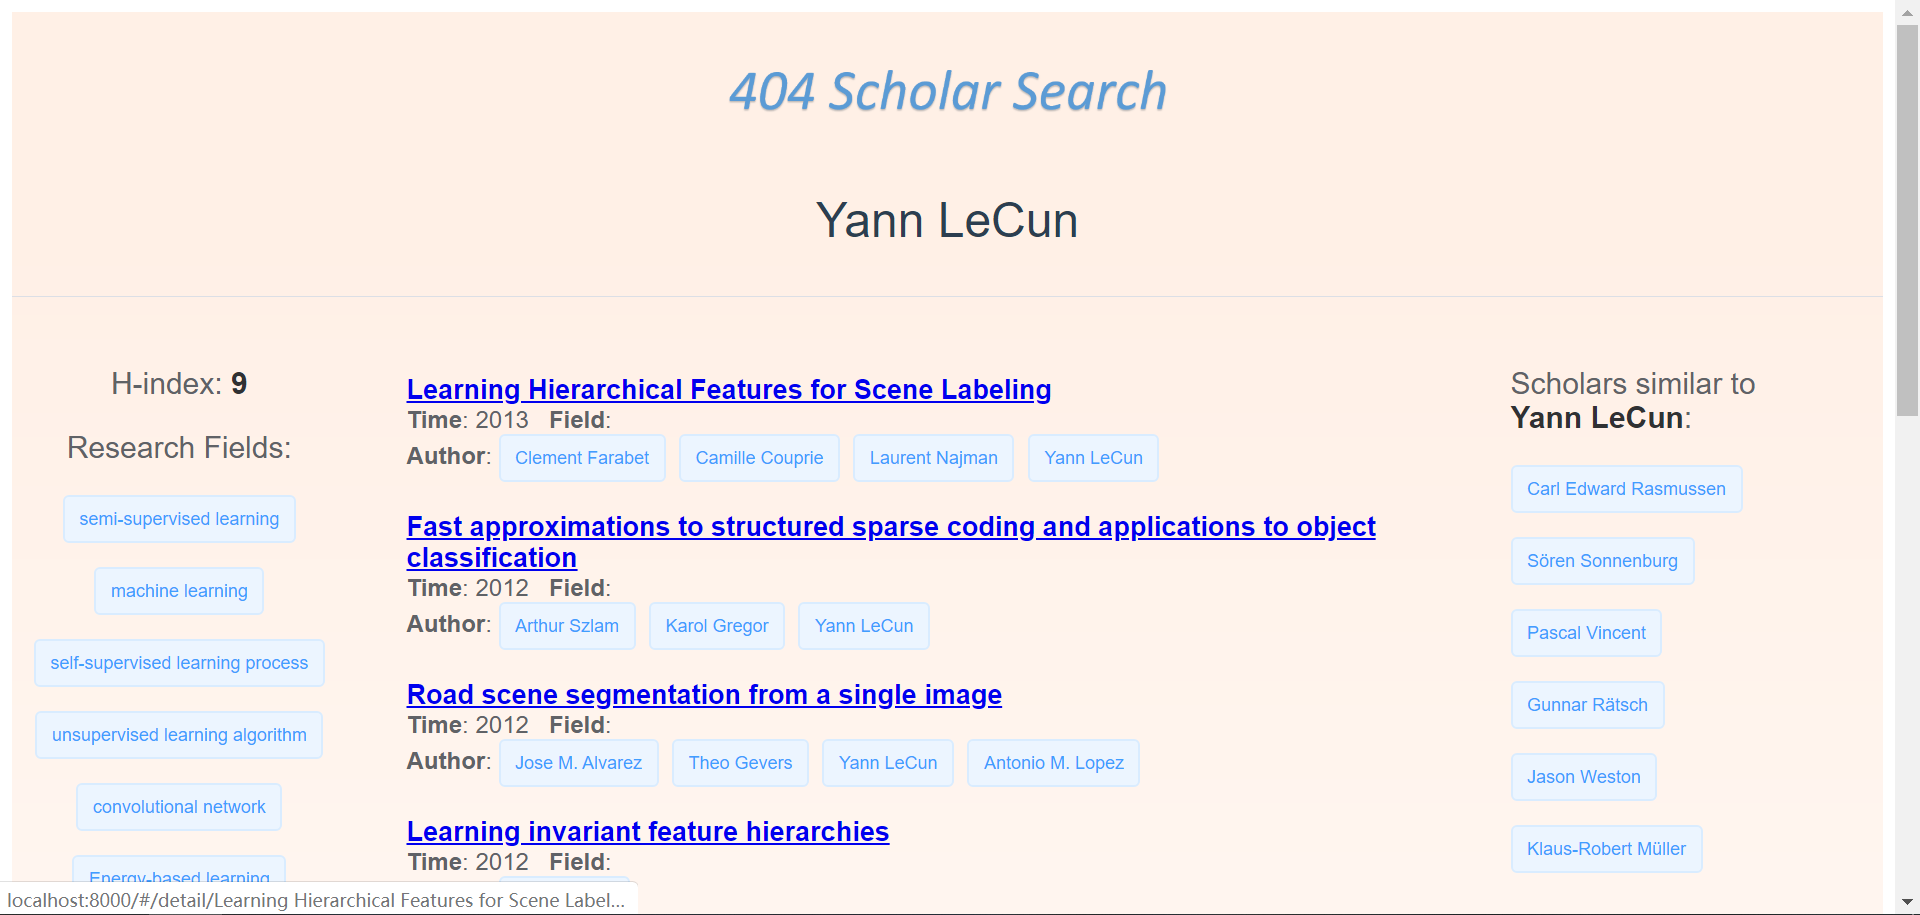 404 Scholar Search
Yann LeCun
H-index: 9
Research Fields:
semi-supervised learning
machine learning
self-supervised learning process
unsupervised learning algorithm
convolutional network
Energy-based learning
Learning Hierarchical Features for Scene Labeling
Time: 2013 Field:
Author: Clement Farabet Camille Couprie Laurent Najman Yann LeCun
Fast approximations to structured sparse coding and applications to object
classification
Time: 2012 Field:
Author: Arthur Szlam Karol Gregor Yann LeCun
Road scene segmentation from a single image
Time: 2012 Field:
Author: Jose M. Alvarez Theo Gevers Yann LeCun Antonio M. Lopez
Learning invariant feature hierarchies
Time: 2012 Field:
Scholars similar to
Yann LeCun:
Carl Edward Rasmussen
Sören Sonnenburg
Pascal Vincent
Gunnar Rätsch
Jason Weston
Klaus-Robert Müller
localhost:8000/#/detail/Learning Hierarchical Features for Scene Label...